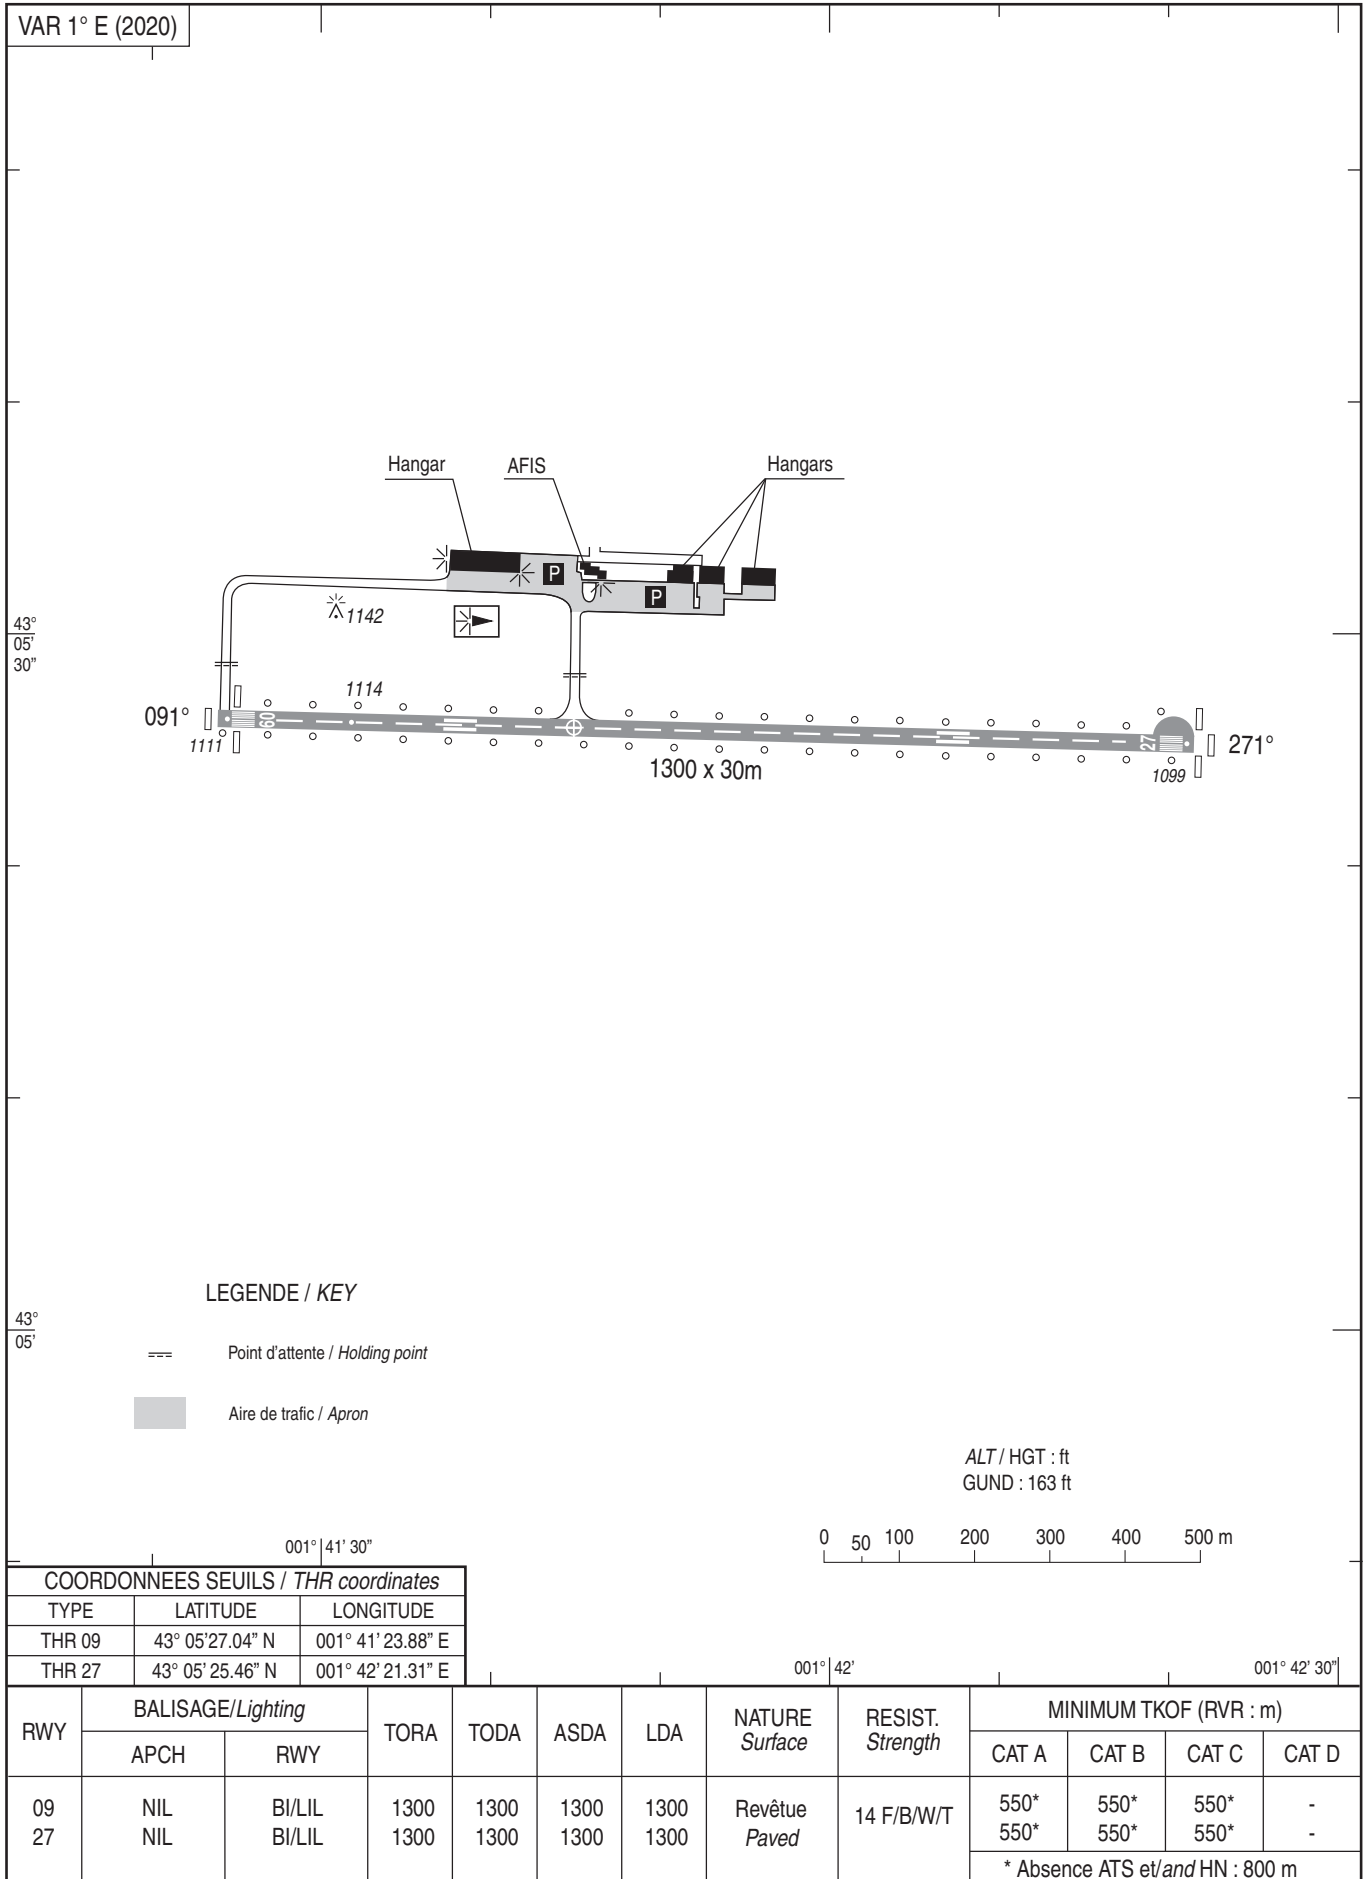 VAR 1° E (2020)
Hangar
AFIS
Hangars
P
P
1142
43°
05'
30”
1114
091°
09
1111
27
271°
1300 x 30m
1099
LEGENDE / KEY
43°
05'
Point d'attente / Holding point
Aire de trafic / Apron
ALT / HGT : ft
GUND : 163 ft
0 50 100 200 300 400 500 m
001° 41' 30”
COORDONNEES SEUILS / THR coordinates
TYPE LATITUDE LONGITUDE
THR 09 43° 05'27.04” N 001° 41' 23.88” E
THR 27 43° 05' 25.46” N 001° 42' 21.31” E
001° 42' 001° 42' 30”
RWY BALISAGE/Lighting TORA TODA ASDA LDA NATURE RESIST. MINIMUM TKOF (RVR : m)
Surface Strength
APCH RWY CAT A CAT B CAT C CAT D
09 NIL BI/LIL 1300 1300 1300 1300 Revêtue 14 F/B/W/T 550* 550* 550* -
27 NIL BI/LIL 1300 1300 1300 1300 Paved 550* 550* 550* -
* Absence ATS et/and HN : 800 m